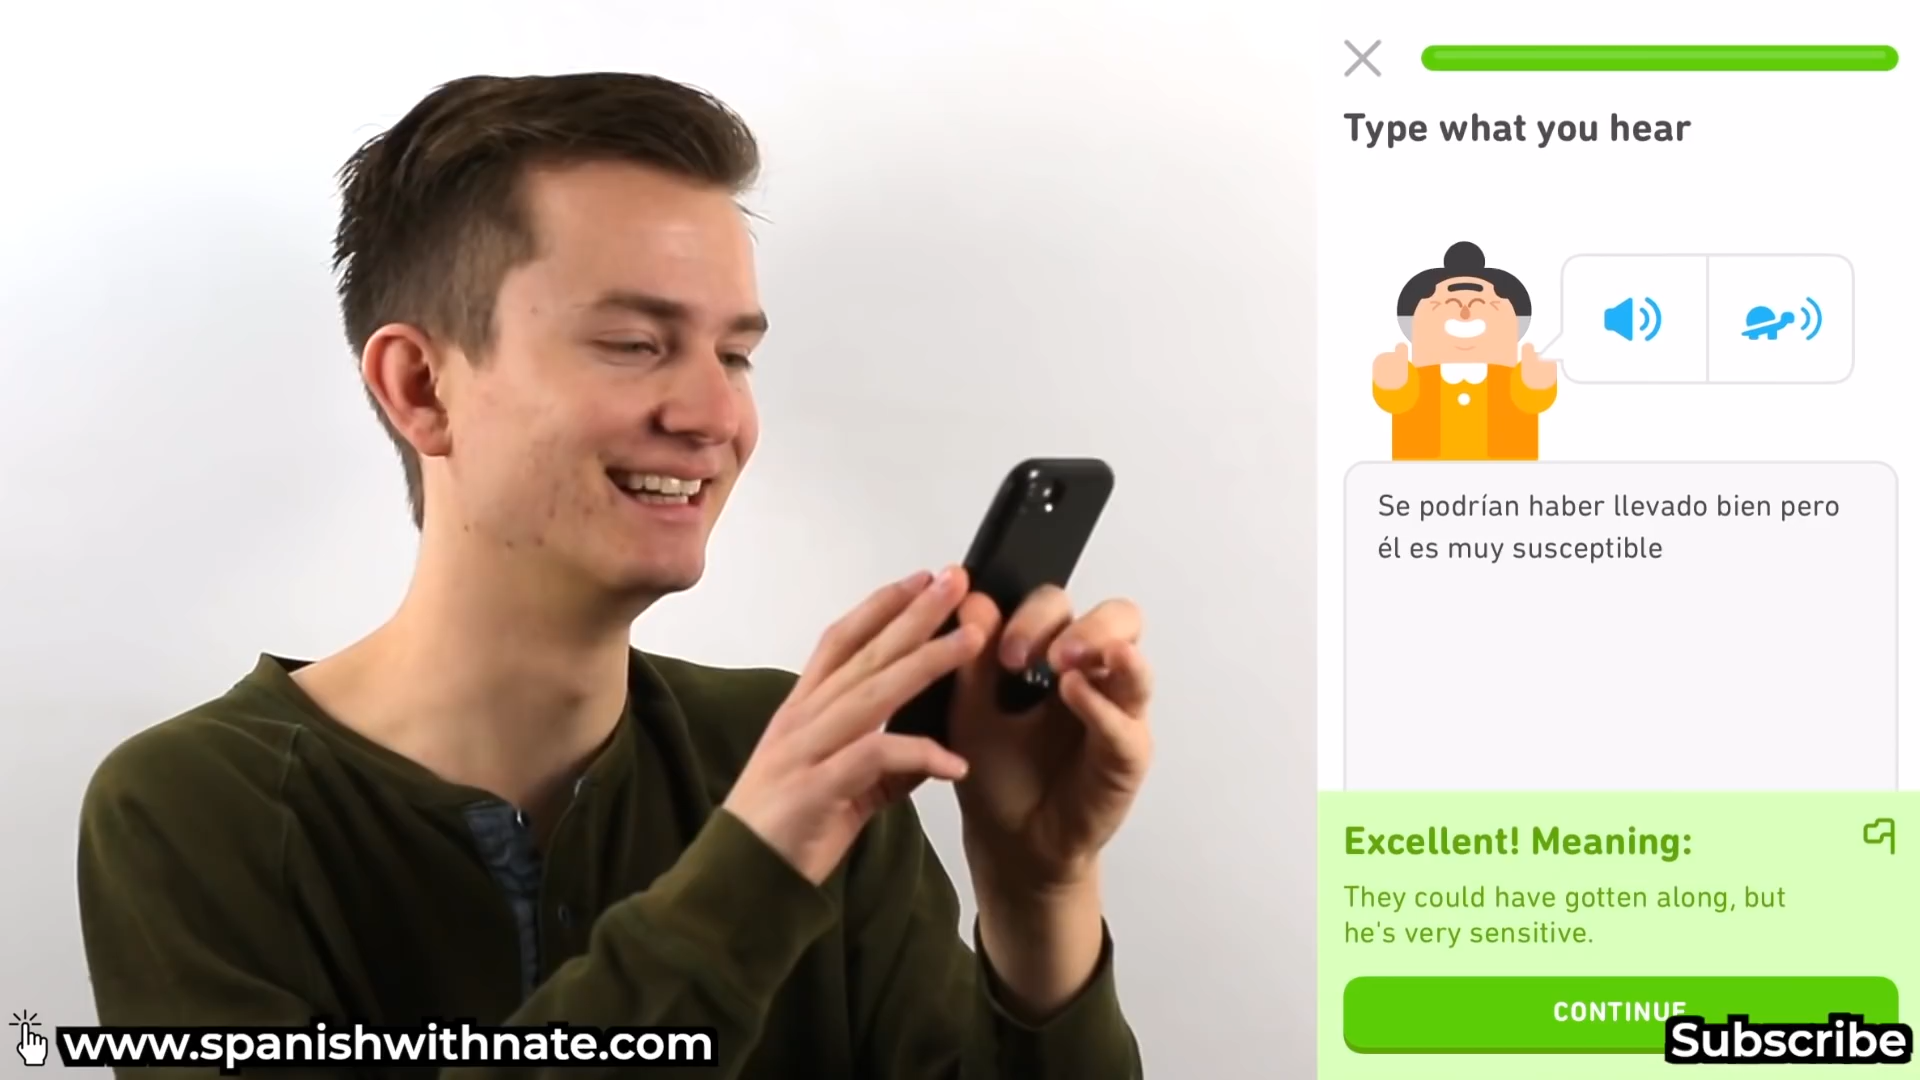 Type what you hear
Se podrían haber llevado bien pero
él es muy susceptible
Excellent! Meaning:
They could have gotten along, but
he's very sensitive.
CONTINUE
www.spanishwithnate.com
Subscribe